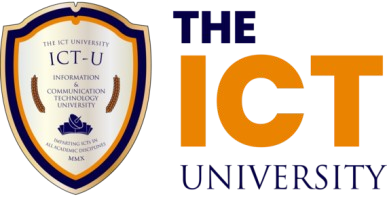 THE ICT UNIVERSITY
ICT-U
INFORMATION
&
COMMUNICATION
TECHNOLOGY
UNIVERSITY
IMPARTING ICTS IN
ALL ACADEMIC DISCIPLINES
MMX
THE
ICT
UNIVERSITY